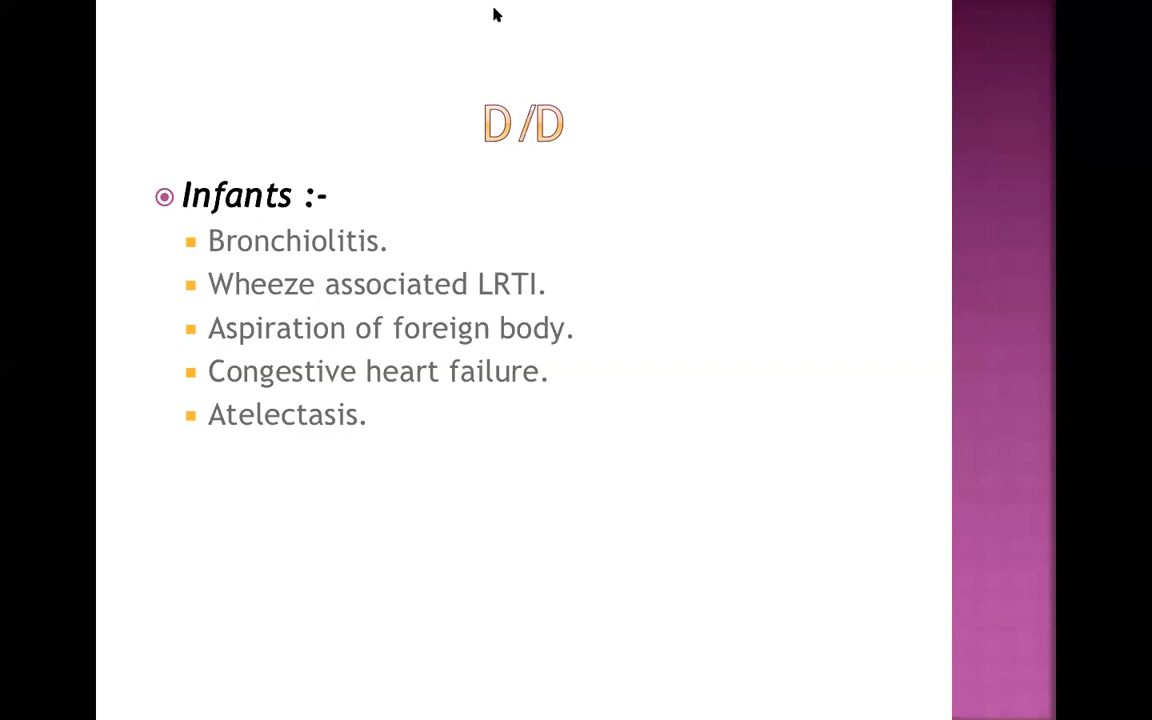 D/D
Infants :-
Bronchiolitis.
Wheeze associated LRTI.
Aspiration of foreign body.
Congestive heart failure.
Atelectasis.